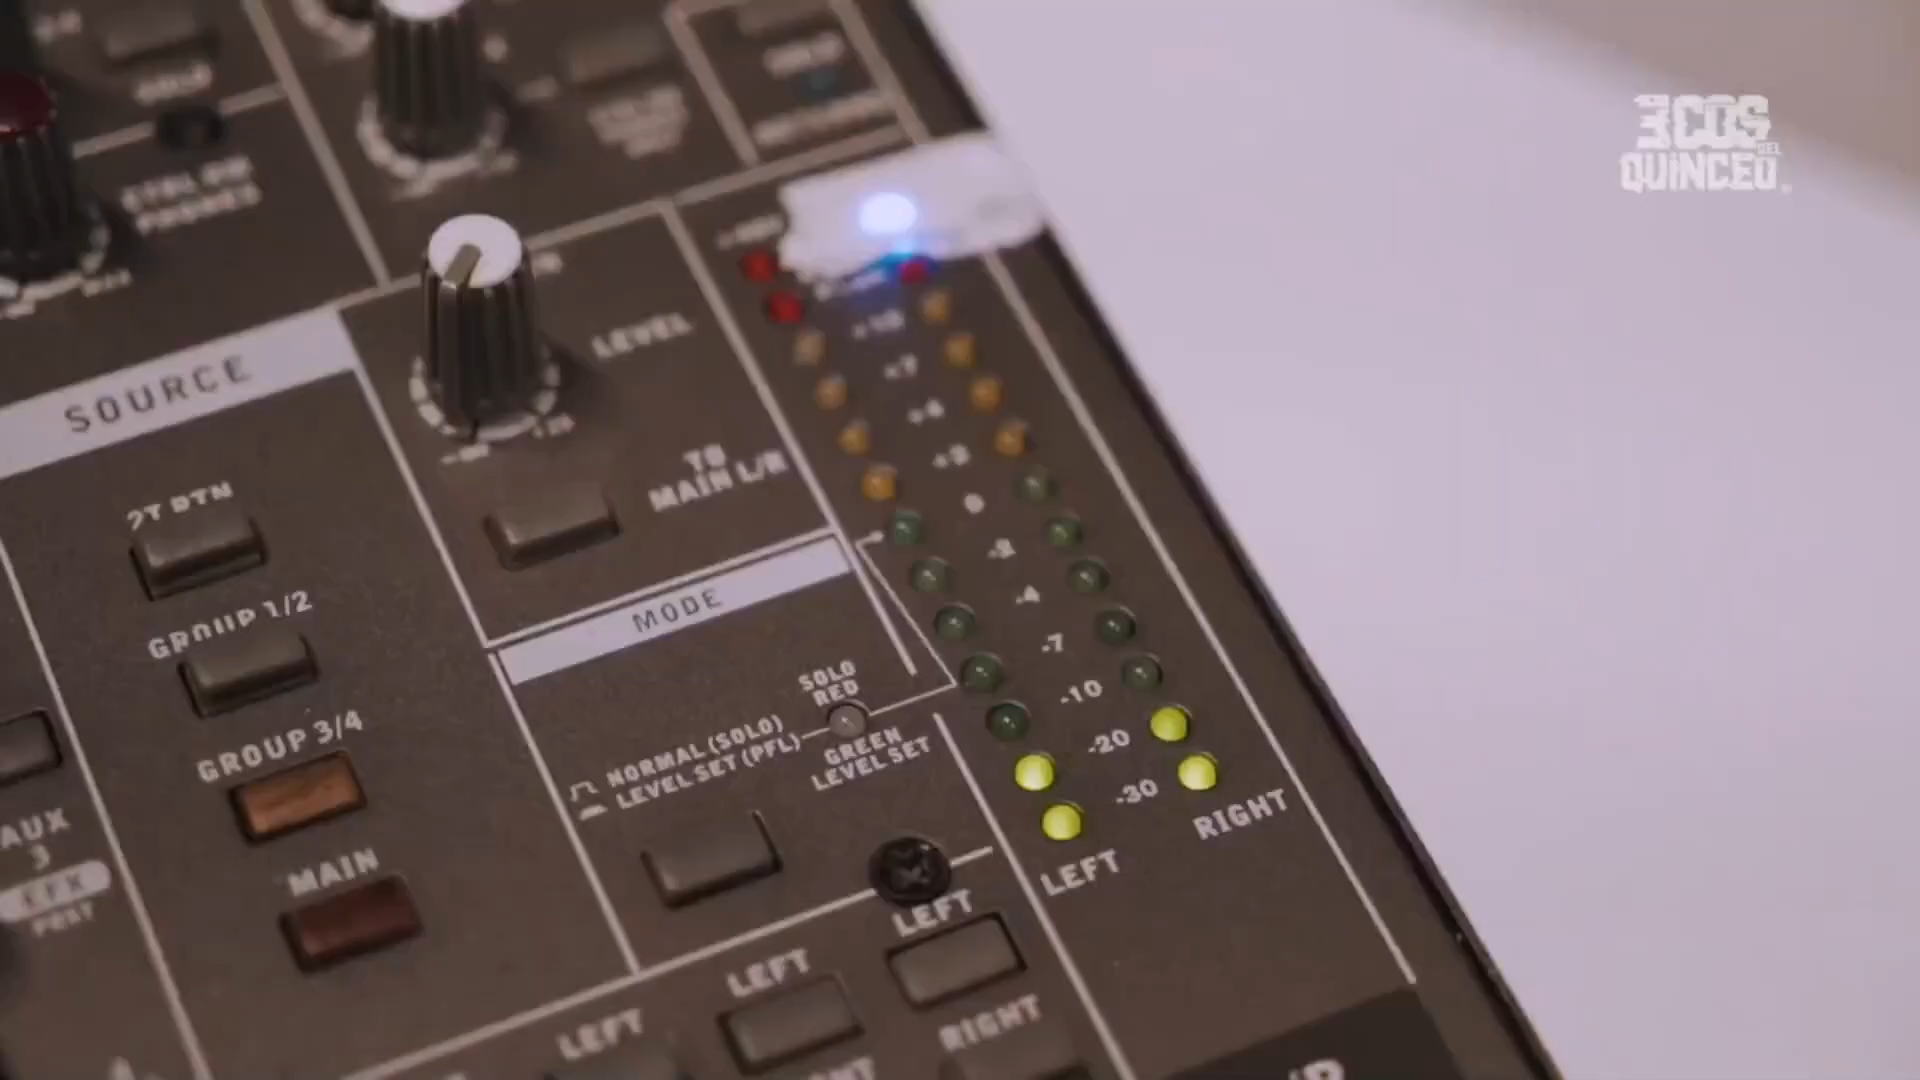 ECOS
DEL
QUINCEO
SOURCE
LEVEL
TO
MAIN L/R
2T RTN
GROUP 1/2
GROUP 3/4
MAIN
MODE
SOLO
RED
NORMAL (SOLO)
LEVEL SET (PFL)
GREEN
LEVEL SET
+10
+7
+4
+2
0
-2
-4
-7
-10
-20
-30
LEFT
RIGHT
AUX
3
LEFT
LEFT
LEFT
RIGHT